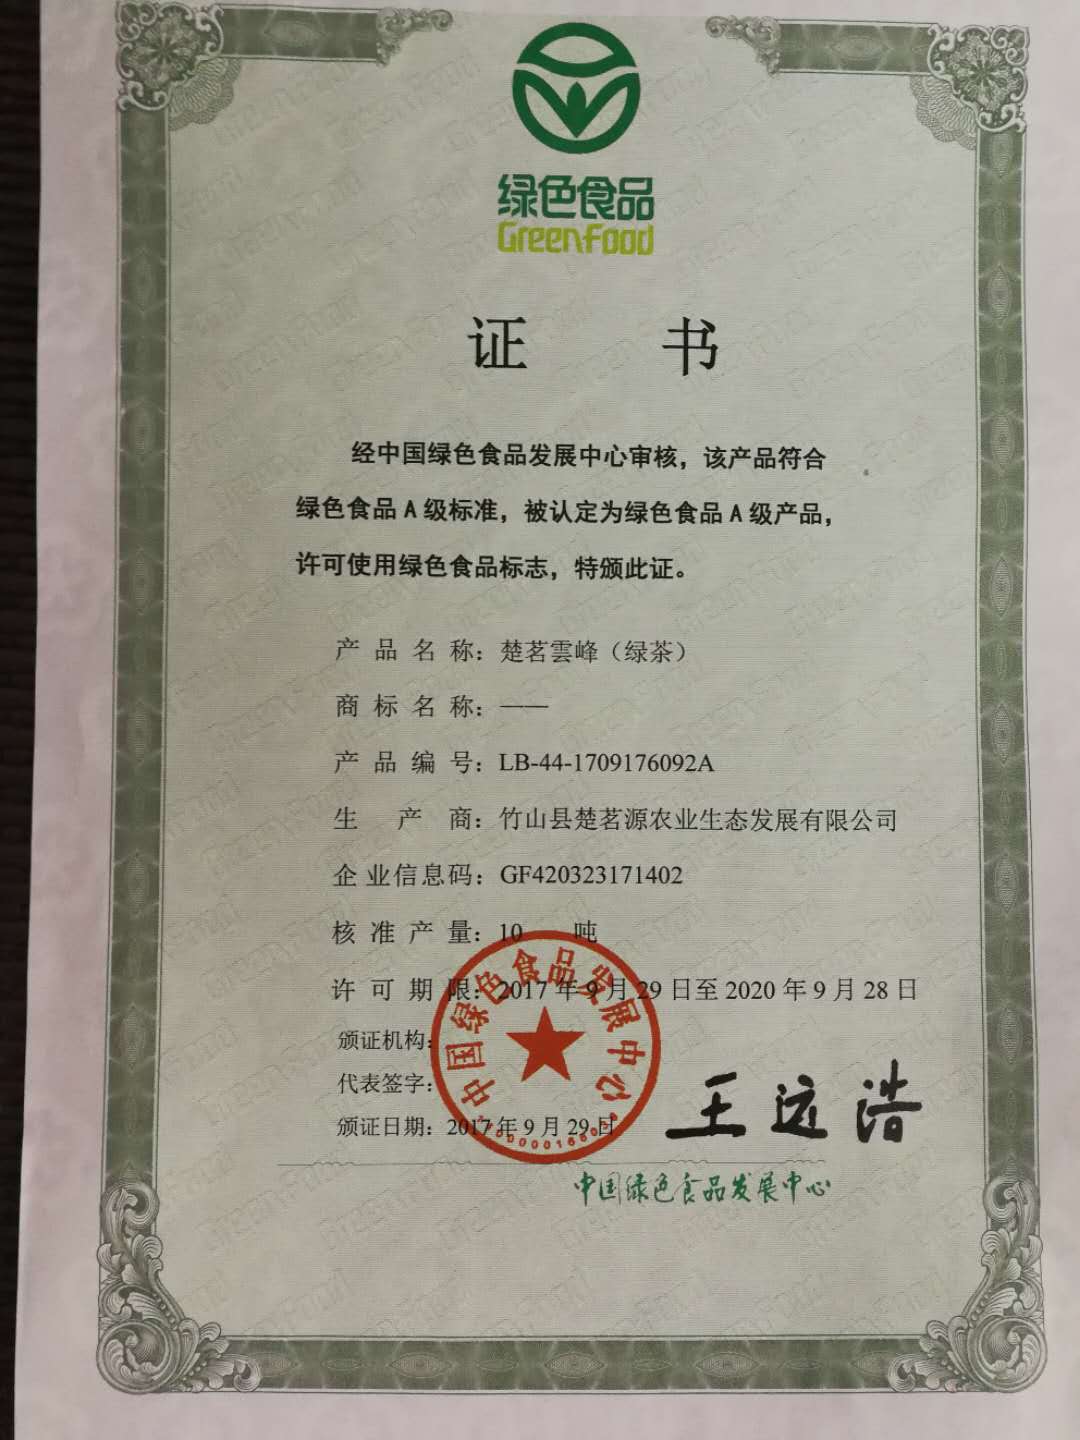 绿色食品
GreenFood
证 书
经中国绿色食品发展中心审核，该产品符合
绿色食品 A 级标准，被认定为绿色食品 A 级产品，
许可使用绿色食品标志，特颁此证。
产 品 名 称：楚茗雲峰（绿茶）
商 标 名 称：——
产 品 编 号：LB-44-1709176092A
生 产 商：竹山县楚茗源农业生态发展有限公司
企业信息码：GF420323171402
核 准 产 量：10 吨
许 可 期 限：2017 年 9 月 29 日至 2020 年 9 月 28 日
颁证机构：
中国绿色食品发展中心
代表签字：
王远浩
颁证日期：2017 年 9 月 29 日
中国绿色食品发展中心